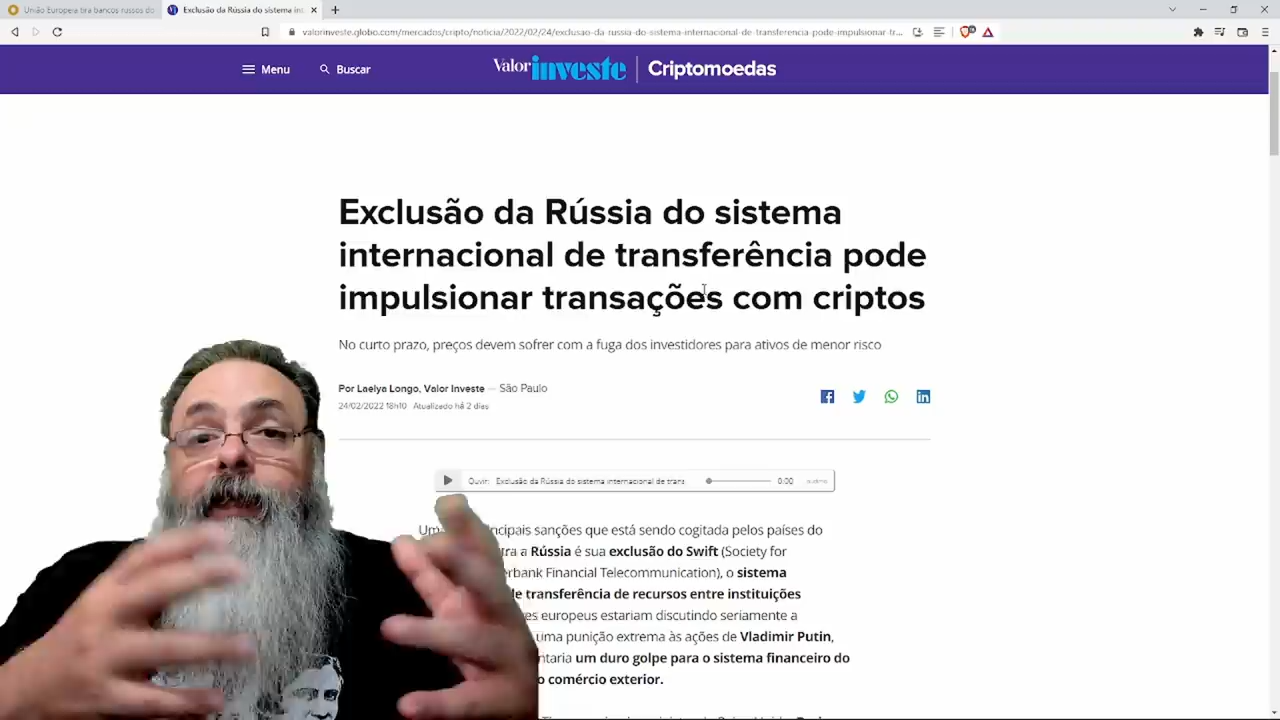 União Europeia tira bancos russos do
Exclusão da Rússia do sistema int
valorinveste.globo.com/mercados/cripto/noticia/2022/02/24/exclusao-da-russia-do-sistema-internacional-de-transferencia-pode-impulsionar-tr...
Menu
Buscar
Valor investe
Criptomoedas
Exclusão da Rússia do sistema
internacional de transferência pode
impulsionar transações com criptos
No curto prazo, preços devem sofrer com a fuga dos investidores para ativos de menor risco
Por Laelya Longo, Valor Investe — São Paulo
24/02/2022 18h10 Atualizado há 2 dias
Ouvir: Exclusão da Rússia do sistema internacional de trans 0:00
Um ncipais sanções que está sendo cogitada pelos países do
tra a Rússia é sua exclusão do Swift (Society for
erbank Financial Telecommunication), o sistema
de transferência de recursos entre instituições
es europeus estariam discutindo seriamente a
uma punição extrema às ações de Vladimir Putin,
ntaria um duro golpe para o sistema financeiro do
o comércio exterior.